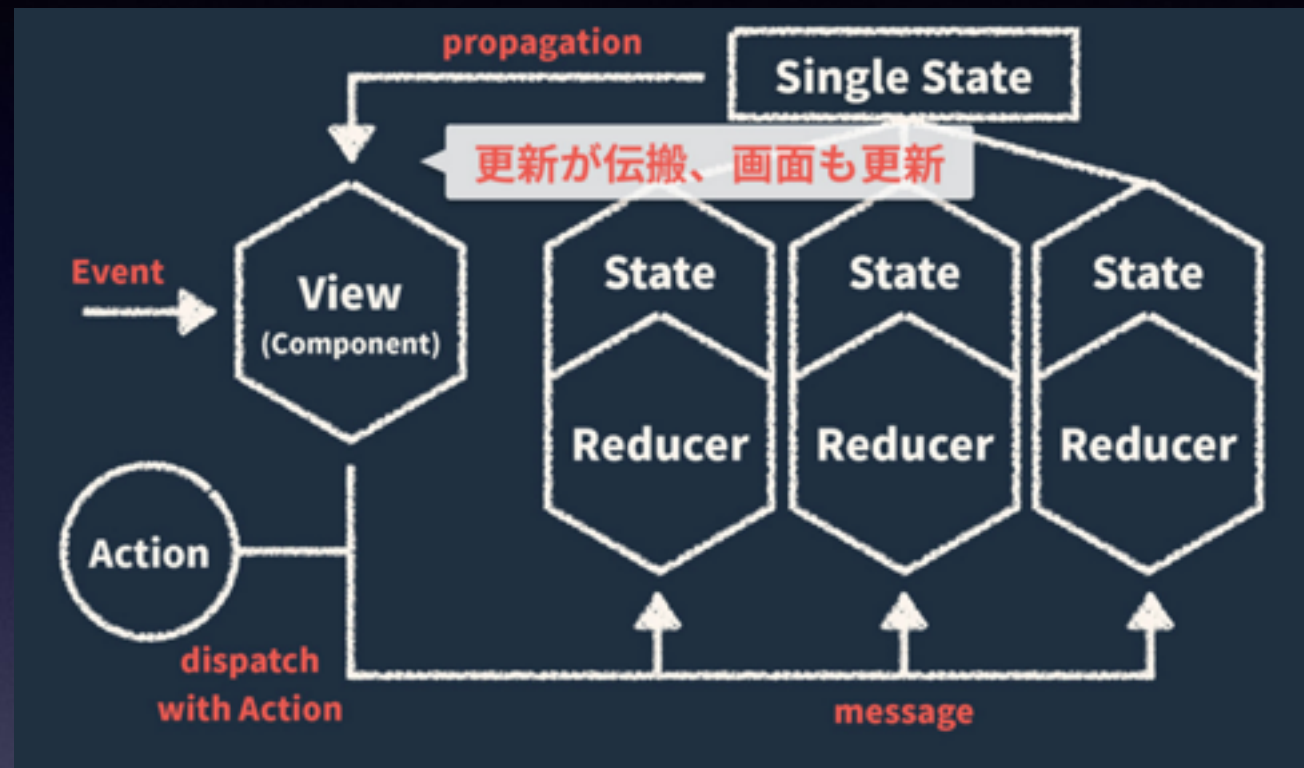 propagation
Single State
更新が伝搬、画面も更新
Event
View
(Component)
State
State
State
Reducer
Reducer
Reducer
Action
dispatch
with Action
message